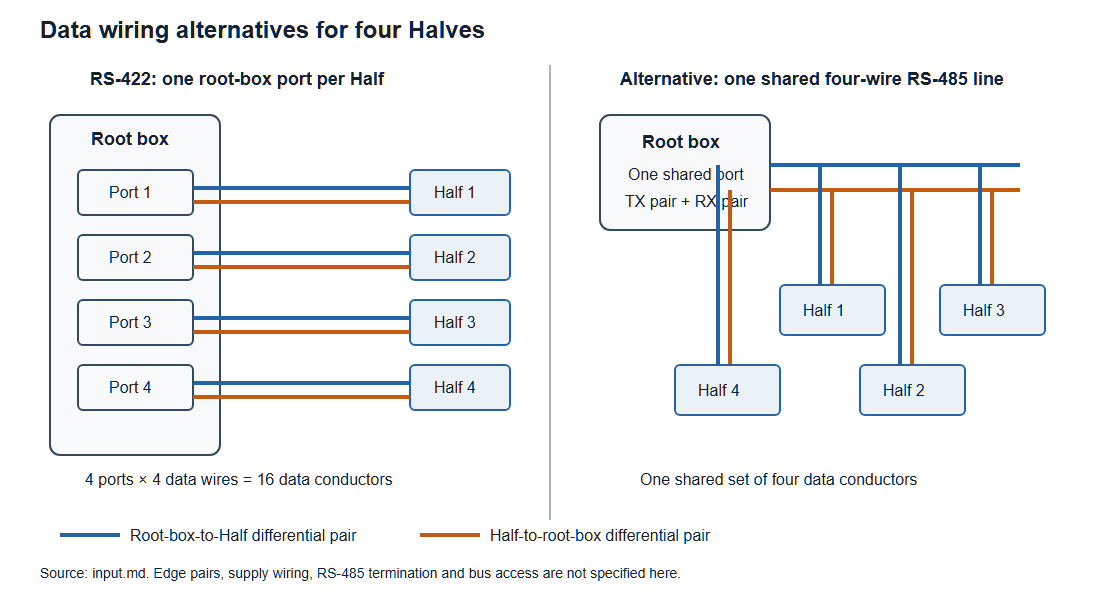 Data wiring alternatives for four Halves
RS-422: one root-box port per Half
Root box
Port 1
Half 1
Port 2
Half 2
Port 3
Half 3
Port 4
Half 4
4 ports × 4 data wires = 16 data conductors
Alternative: one shared four-wire RS-485 line
Root box
One shared port
TX pair + RX pair
Half 1
Half 3
Half 4
Half 2
One shared set of four data conductors
Root-box-to-Half differential pair
Half-to-root-box differential pair
Source: input.md. Edge pairs, supply wiring, RS-485 termination and bus access are not specified here.